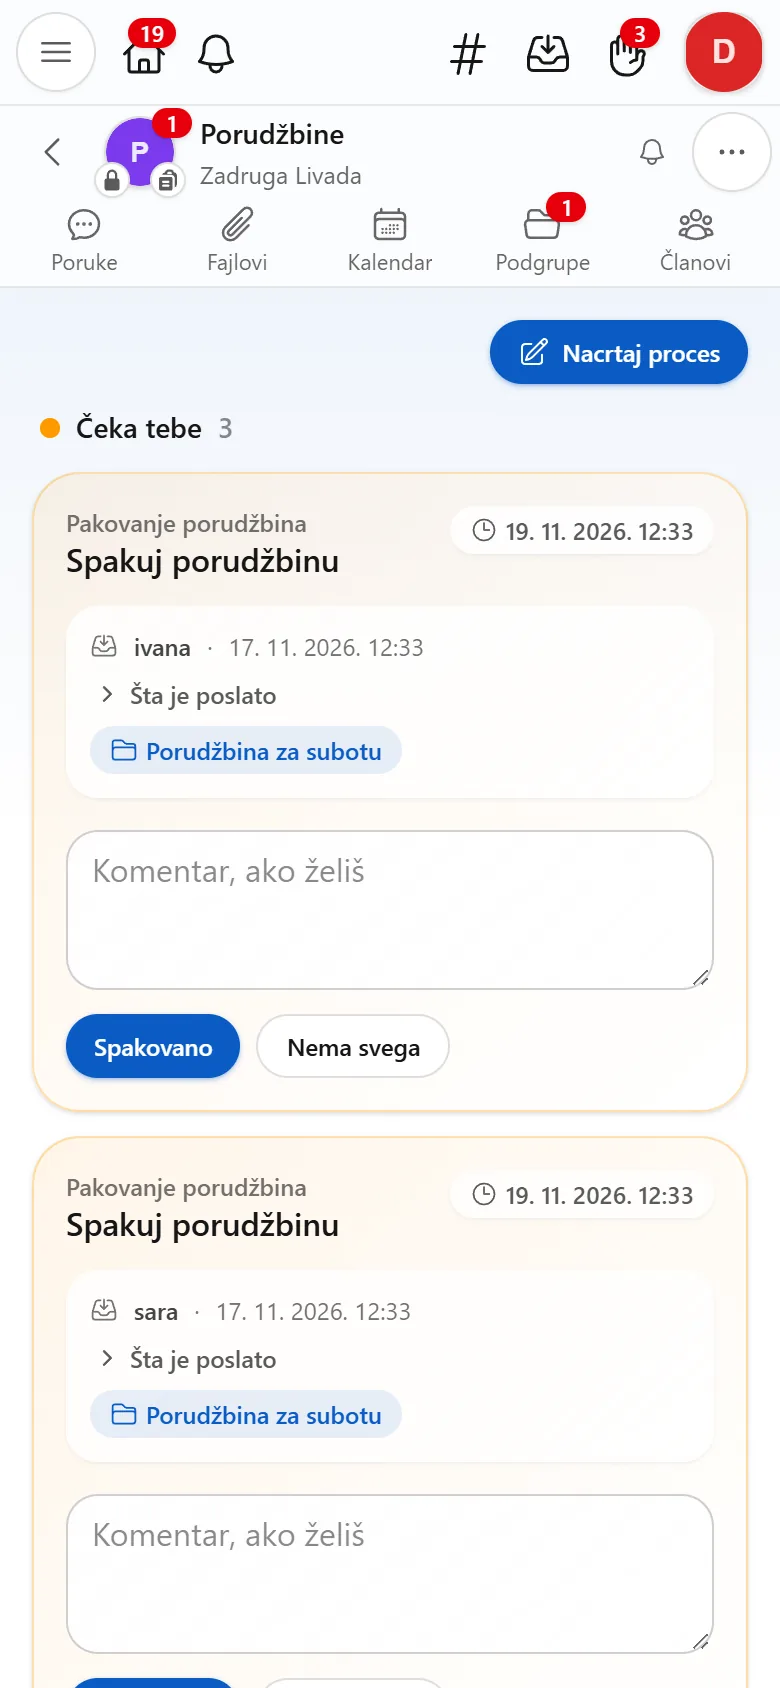 19
3
D
P
1
Porudžbine
Zadruga Livada
Poruke
Fajlovi
Kalendar
1
Podgrupe
Članovi
Nacrtaj proces
Čeka tebe 3
Pakovanje porudžbina
Spakuj porudžbinu
19. 11. 2026. 12:33
ivana · 17. 11. 2026. 12:33
Šta je poslato
Porudžbina za subotu
Komentar, ako želiš
Spakovano
Nema svega
Pakovanje porudžbina
Spakuj porudžbinu
19. 11. 2026. 12:33
sara · 17. 11. 2026. 12:33
Šta je poslato
Porudžbina za subotu
Komentar, ako želiš